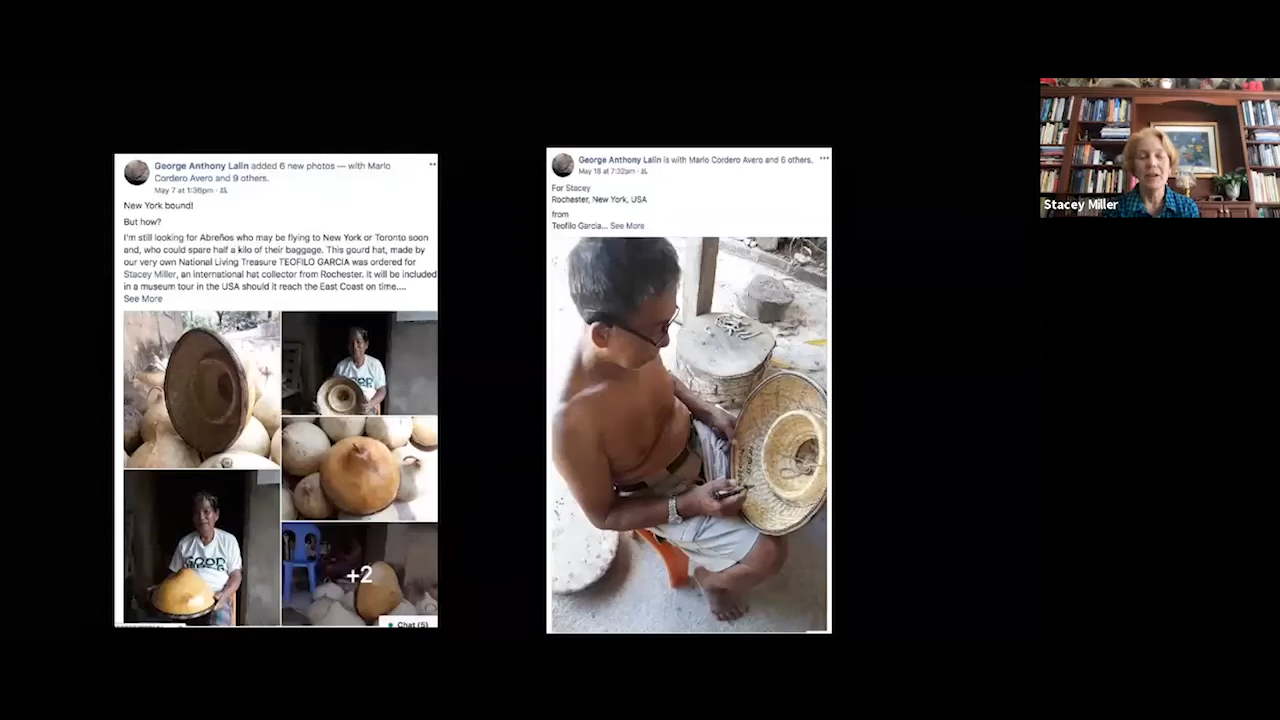 George Anthony Lalin added 6 new photos — with Marlo
Cordero Avero and 9 others.
May 7 at 1:36pm ·
New York bound!
But how?
I'm still looking for Abreños who may be flying to New York or Toronto soon
and, who could spare half a kilo of their baggage. This gourd hat, made by
our very own National Living Treasure TEOFILO GARCIA was ordered for
Stacey Miller, an international hat collector from Rochester. It will be included
in a museum tour in the USA should it reach the East Coast on time....
See More
+2
Chat (5)
George Anthony Lalin is with Marlo Cordero Avero and 6 others.
May 18 at 7:32pm ·
For Stacey
Rochester, New York, USA
from
Teofilo Garcia... See More
Stacey Miller